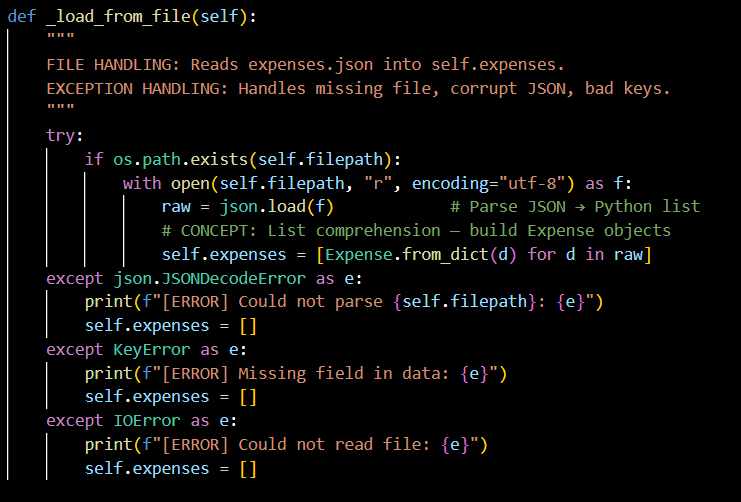 def _load_from_file(self):
    """
    FILE HANDLING: Reads expenses.json into self.expenses.
    EXCEPTION HANDLING: Handles missing file, corrupt JSON, bad keys.
    """
    try:
        if os.path.exists(self.filepath):
            with open(self.filepath, "r", encoding="utf-8") as f:
                raw = json.load(f)            # Parse JSON → Python list
                # CONCEPT: List comprehension — build Expense objects
                self.expenses = [Expense.from_dict(d) for d in raw]
    except json.JSONDecodeError as e:
        print(f"[ERROR] Could not parse {self.filepath}: {e}")
        self.expenses = []
    except KeyError as e:
        print(f"[ERROR] Missing field in data: {e}")
        self.expenses = []
    except IOError as e:
        print(f"[ERROR] Could not read file: {e}")
        self.expenses = []